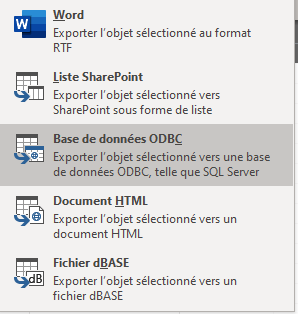 Word
Exporter l'objet sélectionné au format
RTF
Liste SharePoint
Exporter l'objet sélectionné vers
SharePoint sous forme de liste
Base de données ODBC
Exporter l'objet sélectionné vers une base
de données ODBC, telle que SQL Server
Document HTML
Exporter l'objet sélectionné vers un
document HTML
Fichier dBASE
dB
Exporter l'objet sélectionné vers un
fichier dBASE